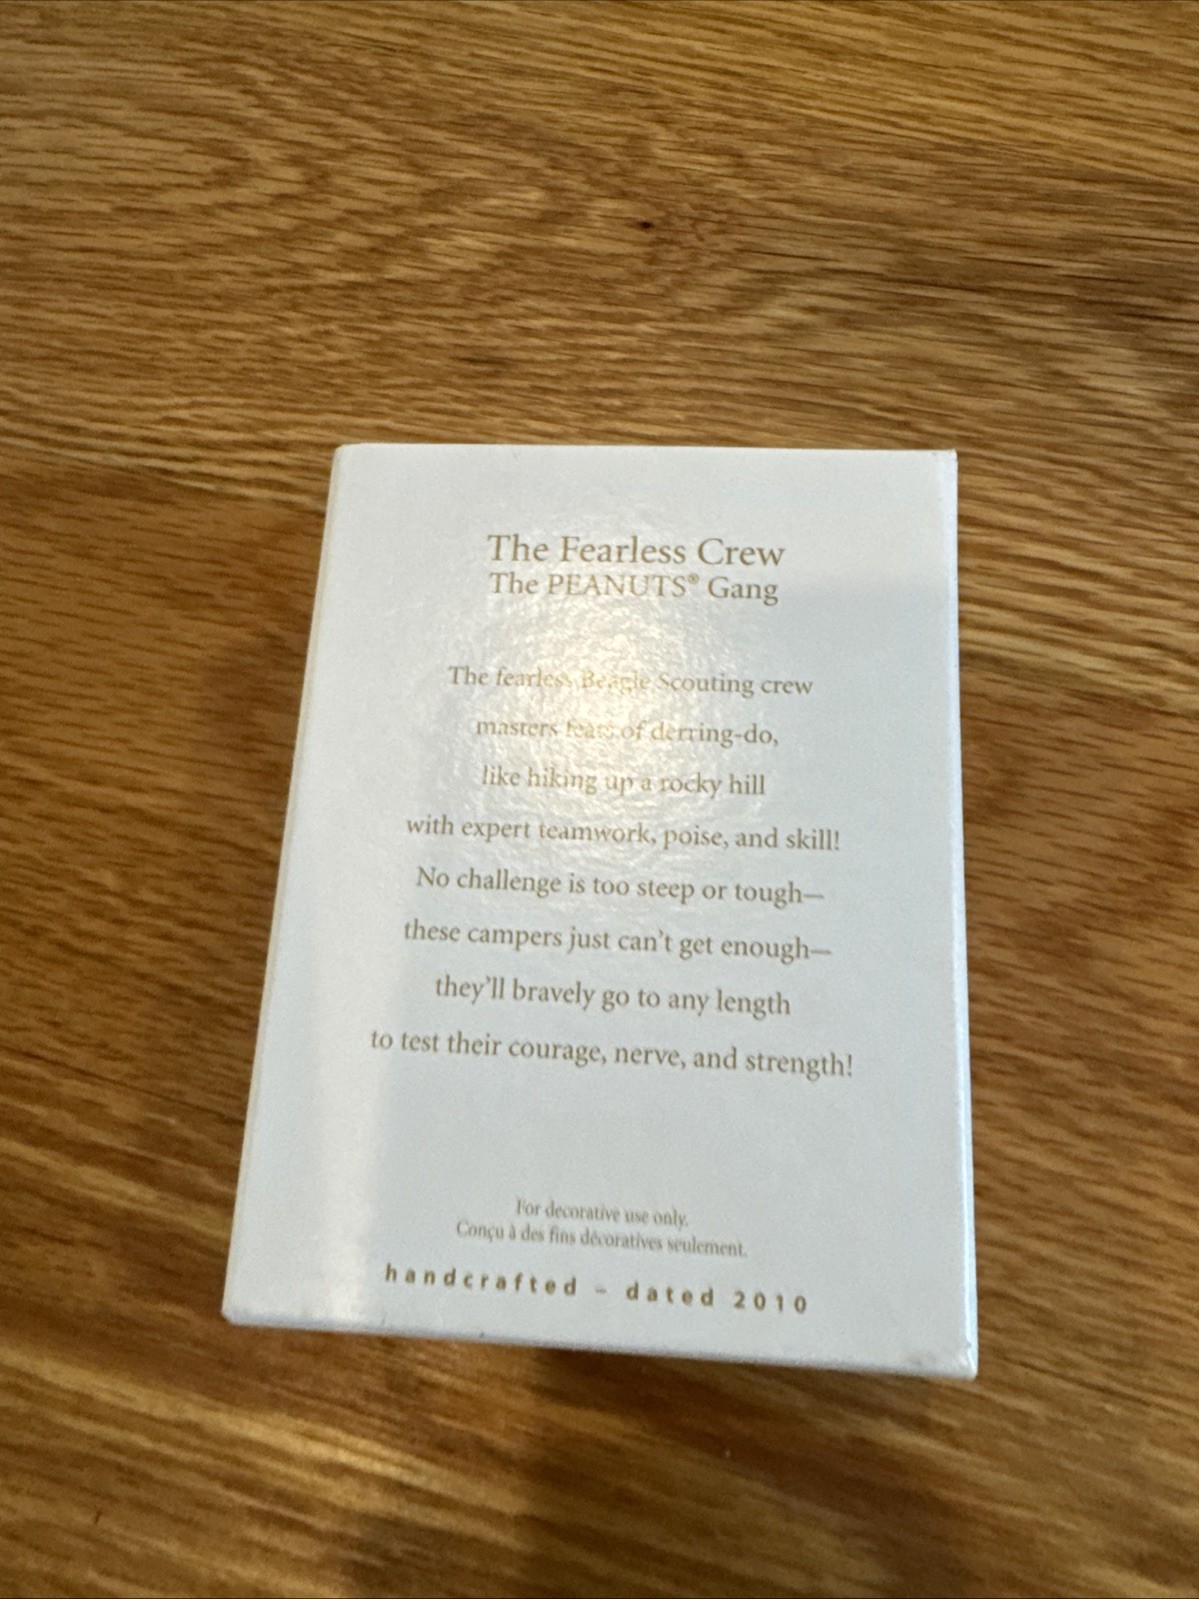 The Fearless Crew
The PEANUTS® Gang
The fearless Beagle Scouting crew
masters feats of derring-do,
like hiking up a rocky hill
with expert teamwork, poise, and skill!
No challenge is too steep or tough—
these campers just can't get enough—
they'll bravely go to any length
to test their courage, nerve, and strength!
For decorative use only.
Conçu à des fins décoratives seulement.
handcrafted – dated 2010